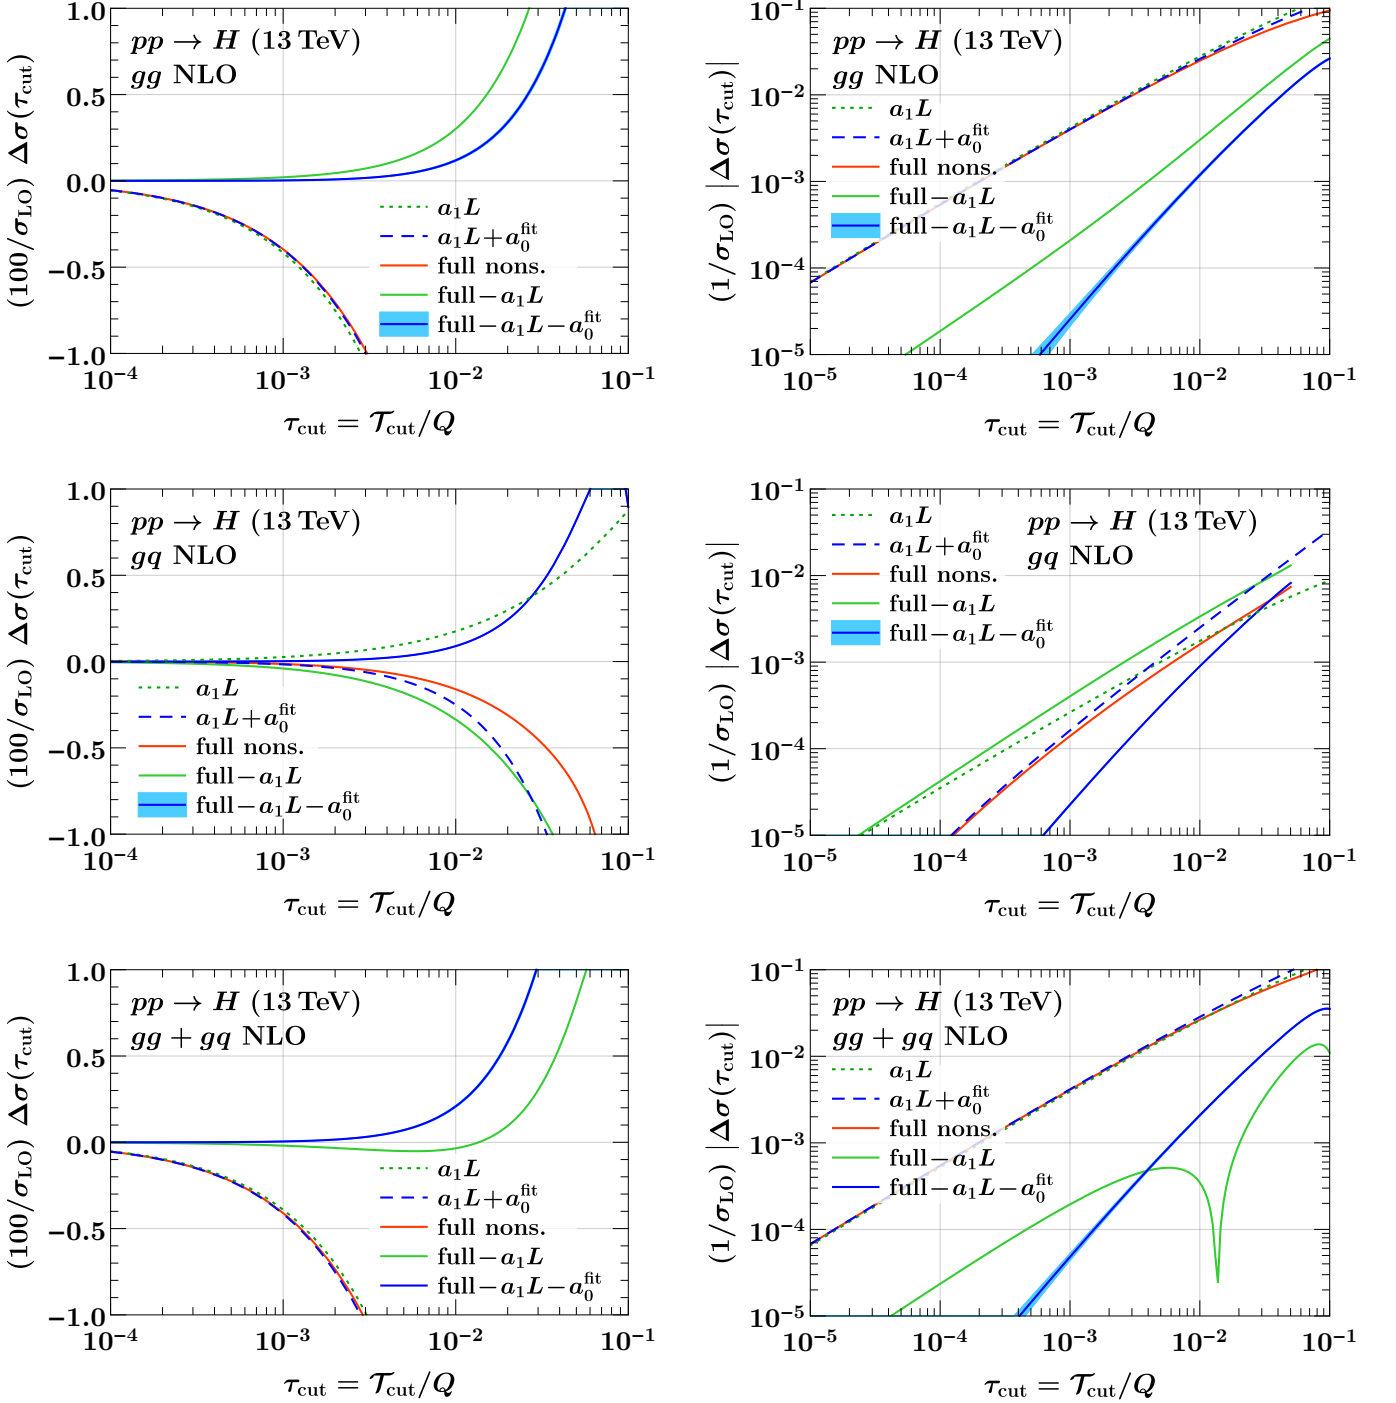 pp → H (13 TeV)
gg NLO
(100/σ_LO) Δσ(τ_cut)
1.0
0.5
0.0
−0.5
−1.0
a₁L
a₁L+a₀^fit
full nons.
full−a₁L
full−a₁L−a₀^fit
10⁻⁴
10⁻³
10⁻²
10⁻¹
τ_cut = 𝒯_cut/Q
pp → H (13 TeV)
gg NLO
(1/σ_LO) |Δσ(τ_cut)|
10⁻¹
10⁻²
10⁻³
10⁻⁴
10⁻⁵
a₁L
a₁L+a₀^fit
full nons.
full−a₁L
full−a₁L−a₀^fit
10⁻⁵
10⁻⁴
10⁻³
10⁻²
10⁻¹
τ_cut = 𝒯_cut/Q
pp → H (13 TeV)
gq NLO
(100/σ_LO) Δσ(τ_cut)
1.0
0.5
0.0
−0.5
−1.0
a₁L
a₁L+a₀^fit
full nons.
full−a₁L
full−a₁L−a₀^fit
10⁻⁴
10⁻³
10⁻²
10⁻¹
τ_cut = 𝒯_cut/Q
pp → H (13 TeV)
gq NLO
(1/σ_LO) |Δσ(τ_cut)|
10⁻¹
10⁻²
10⁻³
10⁻⁴
10⁻⁵
a₁L
a₁L+a₀^fit
full nons.
full−a₁L
full−a₁L−a₀^fit
10⁻⁵
10⁻⁴
10⁻³
10⁻²
10⁻¹
τ_cut = 𝒯_cut/Q
pp → H (13 TeV)
gg + gq NLO
(100/σ_LO) Δσ(τ_cut)
1.0
0.5
0.0
−0.5
−1.0
a₁L
a₁L+a₀^fit
full nons.
full−a₁L
full−a₁L−a₀^fit
10⁻⁴
10⁻³
10⁻²
10⁻¹
τ_cut = 𝒯_cut/Q
pp → H (13 TeV)
gg + gq NLO
(1/σ_LO) |Δσ(τ_cut)|
10⁻¹
10⁻²
10⁻³
10⁻⁴
10⁻⁵
a₁L
a₁L+a₀^fit
full nons.
full−a₁L
full−a₁L−a₀^fit
10⁻⁵
10⁻⁴
10⁻³
10⁻²
10⁻¹
τ_cut = 𝒯_cut/Q